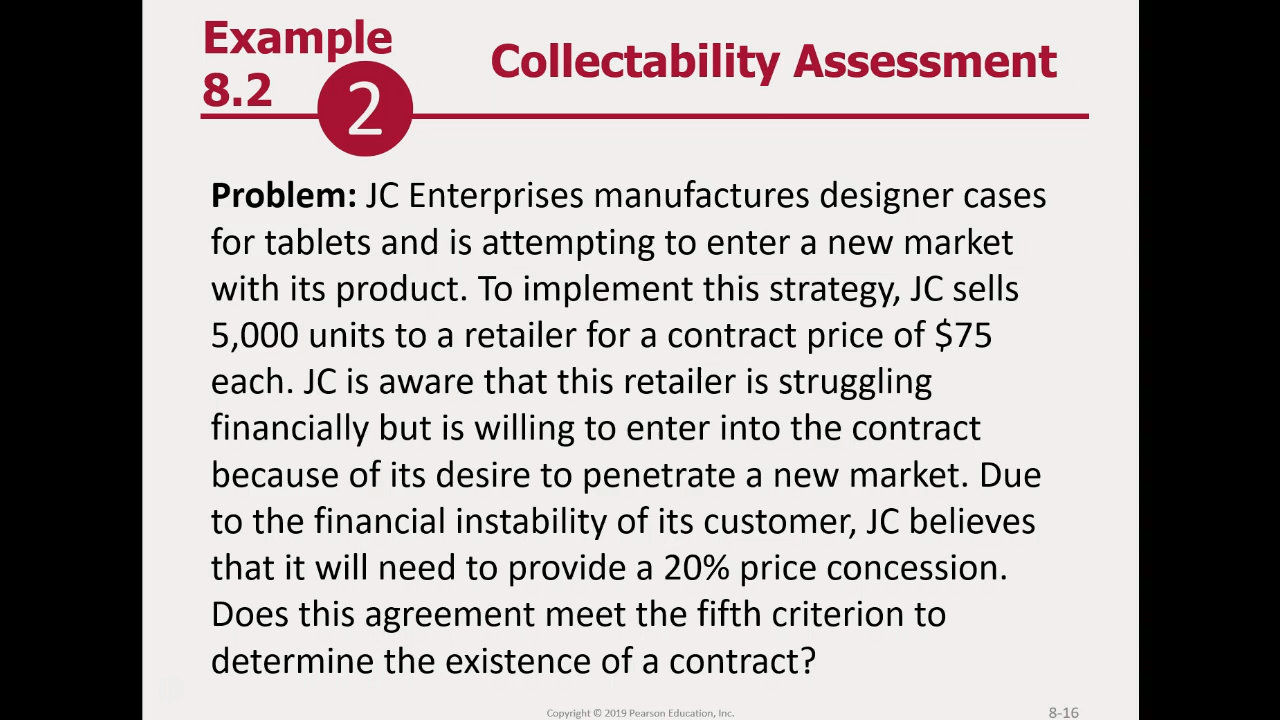 Example
8.2
2
Collectability Assessment
Problem: JC Enterprises manufactures designer cases
for tablets and is attempting to enter a new market
with its product. To implement this strategy, JC sells
5,000 units to a retailer for a contract price of $75
each. JC is aware that this retailer is struggling
financially but is willing to enter into the contract
because of its desire to penetrate a new market. Due
to the financial instability of its customer, JC believes
that it will need to provide a 20% price concession.
Does this agreement meet the fifth criterion to
determine the existence of a contract?
Copyright © 2019 Pearson Education, Inc.
8-16